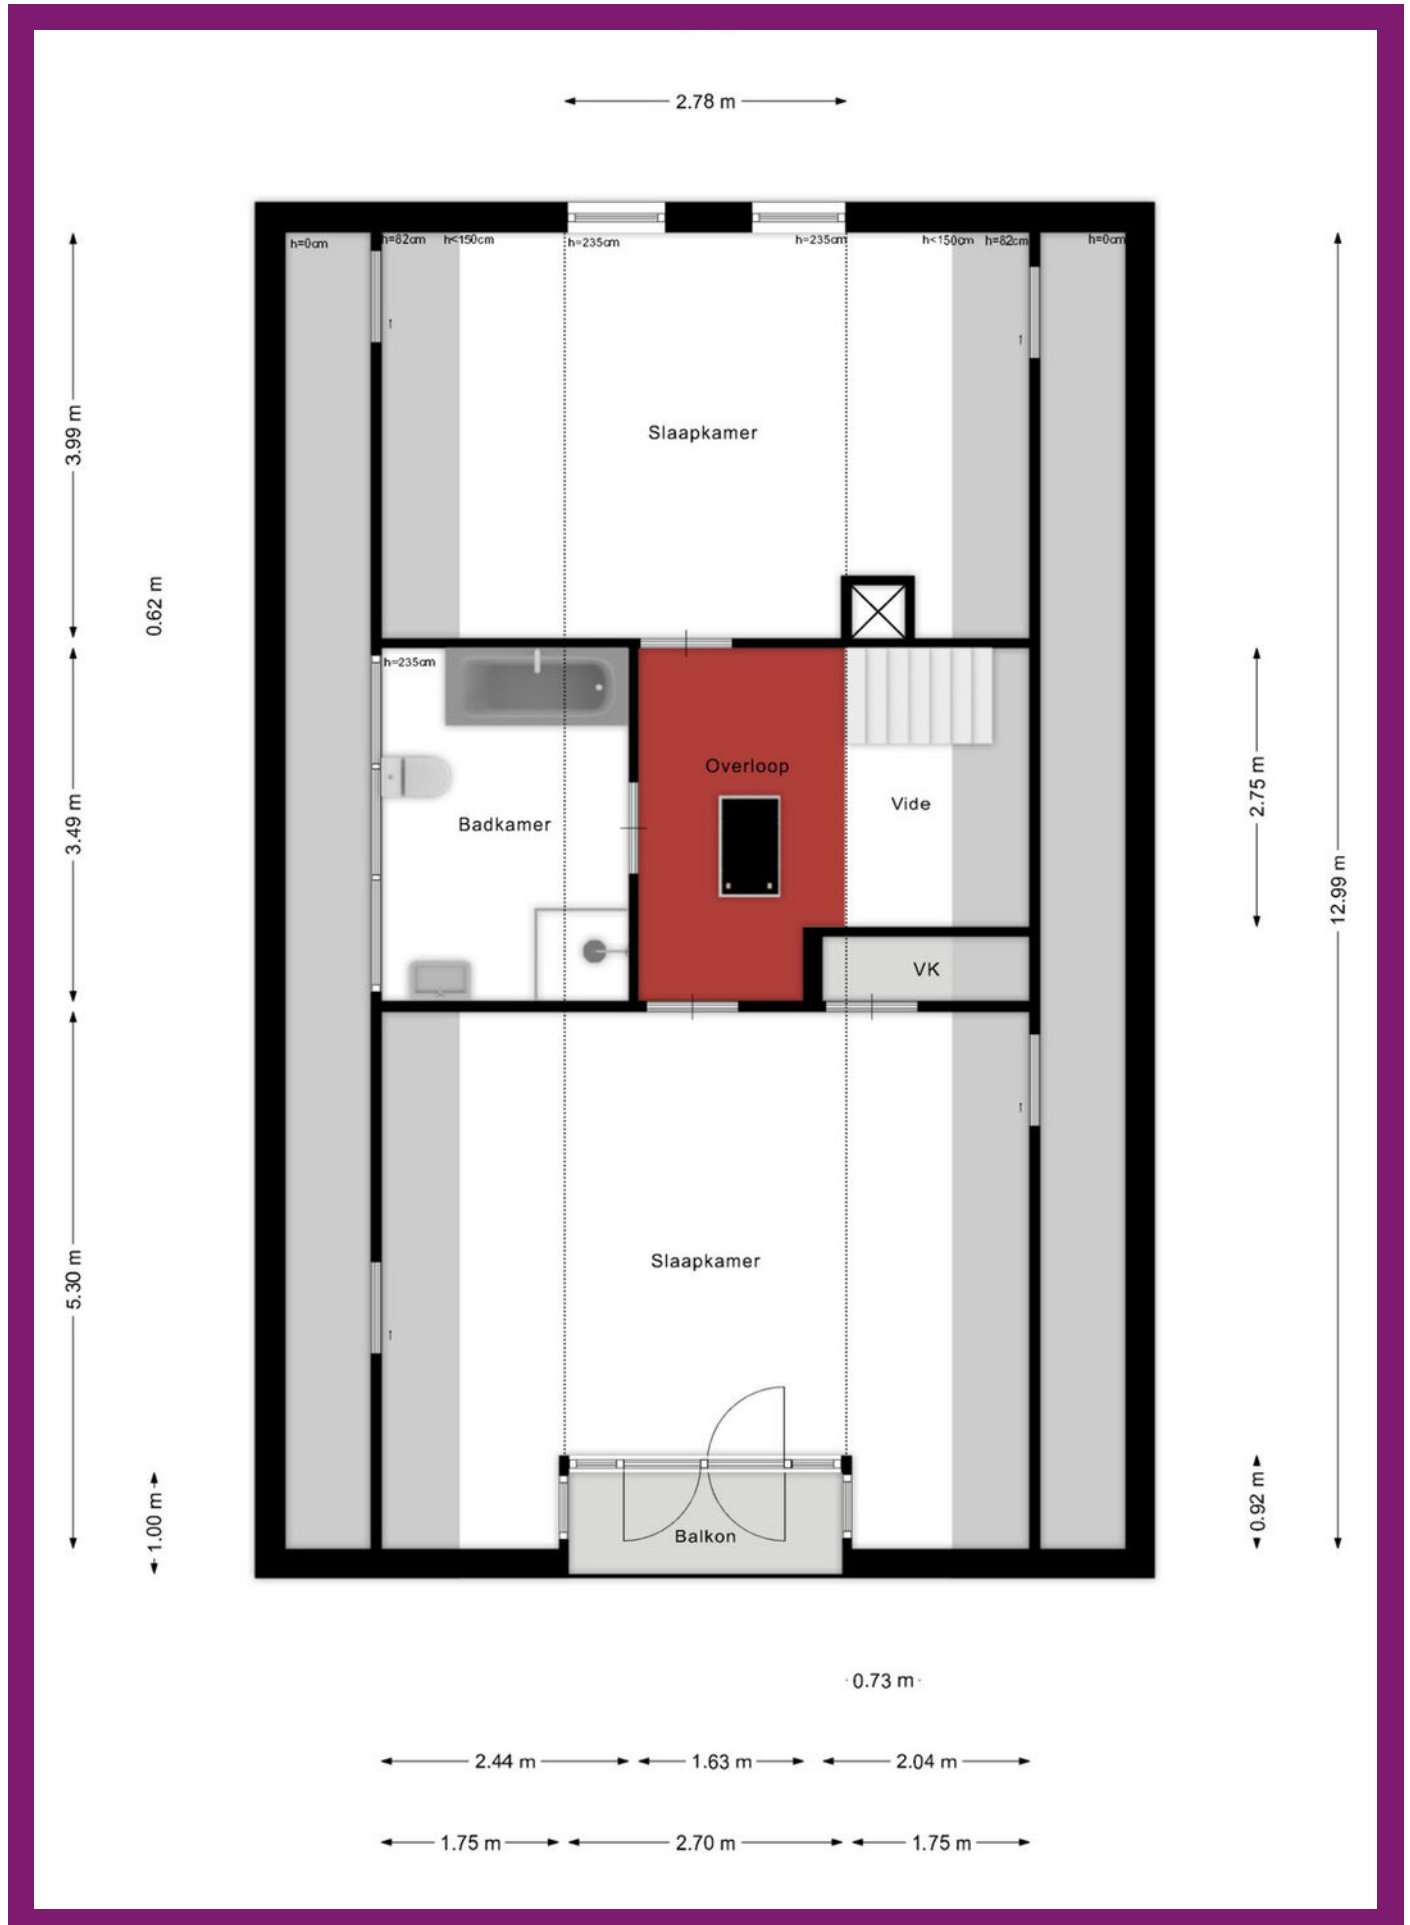 2.78 m
h=0cm
h=82cm
h<150cm
h=235cm
h=235cm
h<150cm
h=82cm
h=0cm
3.99 m
Slaapkamer
0.62 m
h=235cm
Overloop
2.75 m
Vide
Badkamer
3.49 m
12.99 m
VK
Slaapkamer
5.30 m
1.00 m
0.92 m
Balkon
0.73 m
2.44 m
1.63 m
2.04 m
1.75 m
2.70 m
1.75 m